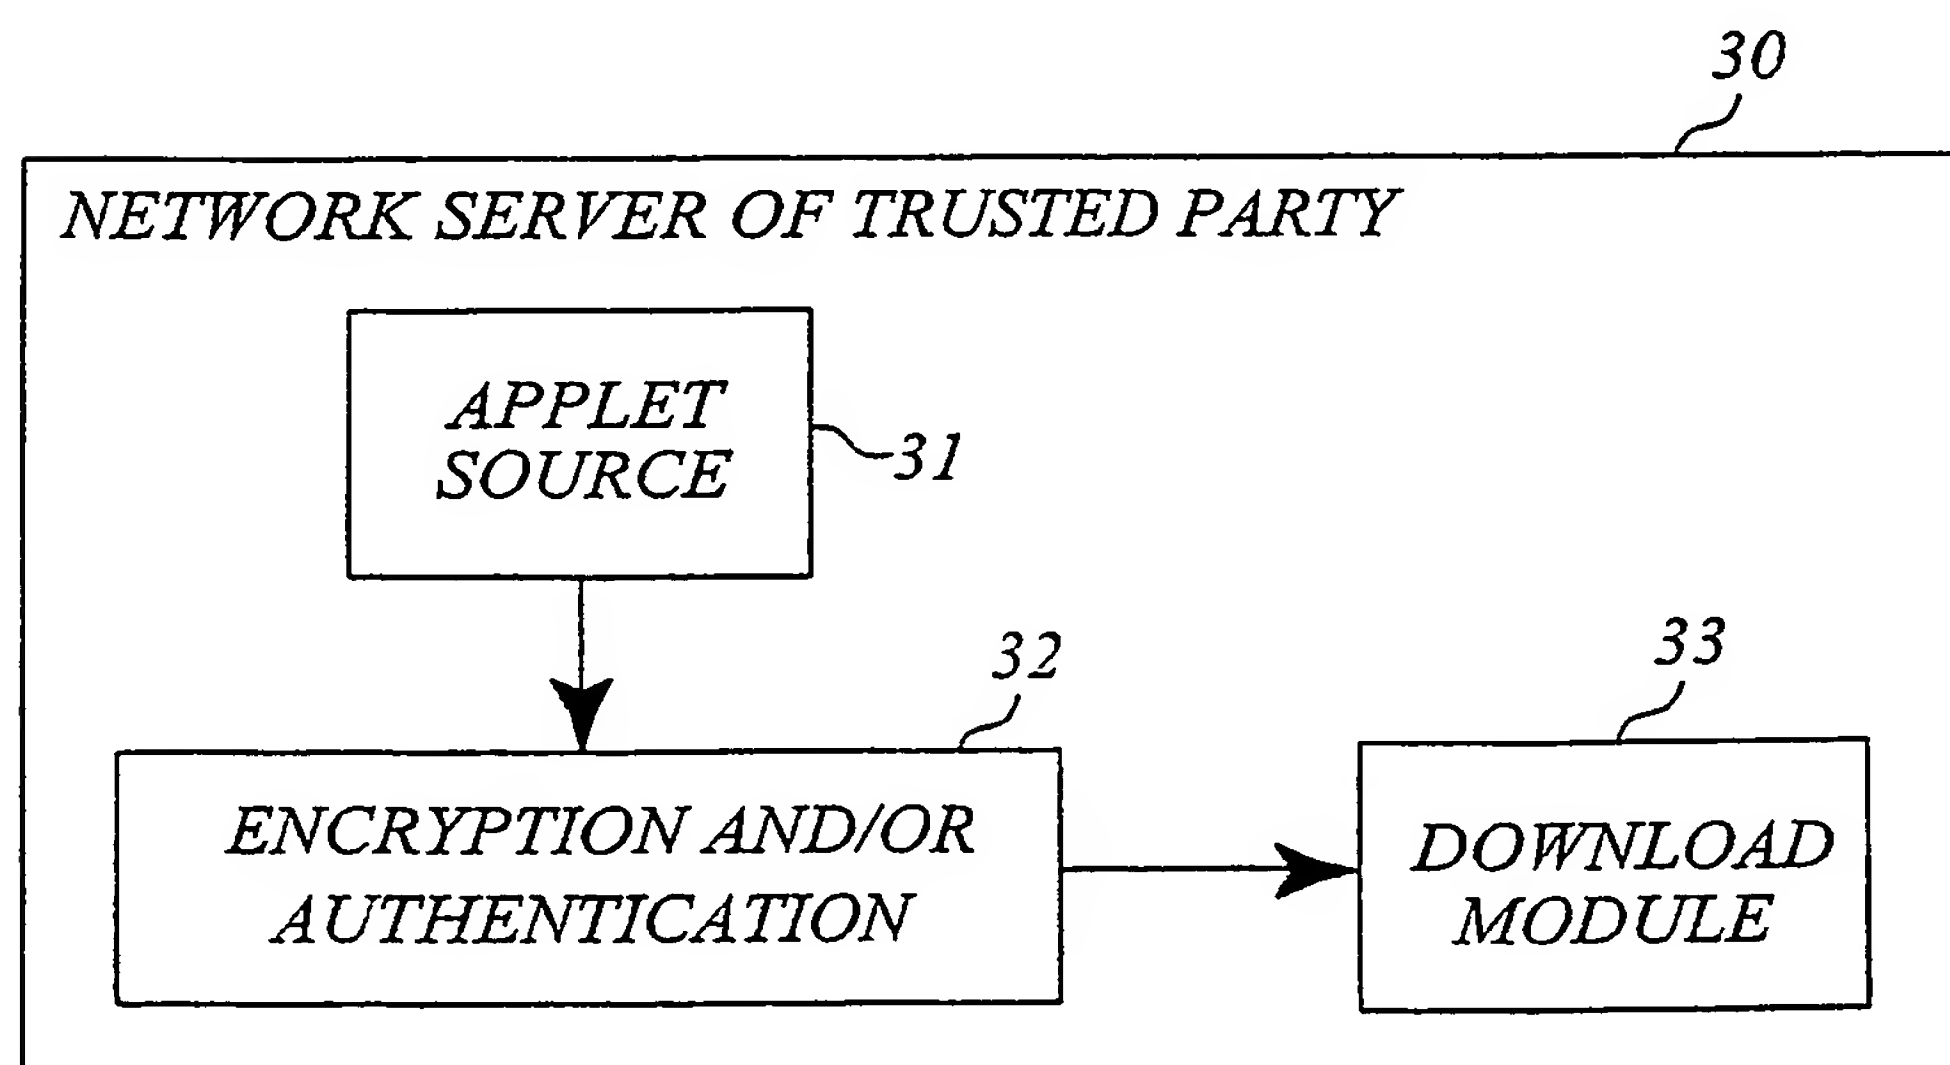 30
NETWORK SERVER OF TRUSTED PARTY
APPLET
SOURCE
31
32
33
ENCRYPTION AND/OR
AUTHENTICATION
DOWNLOAD
MODULE